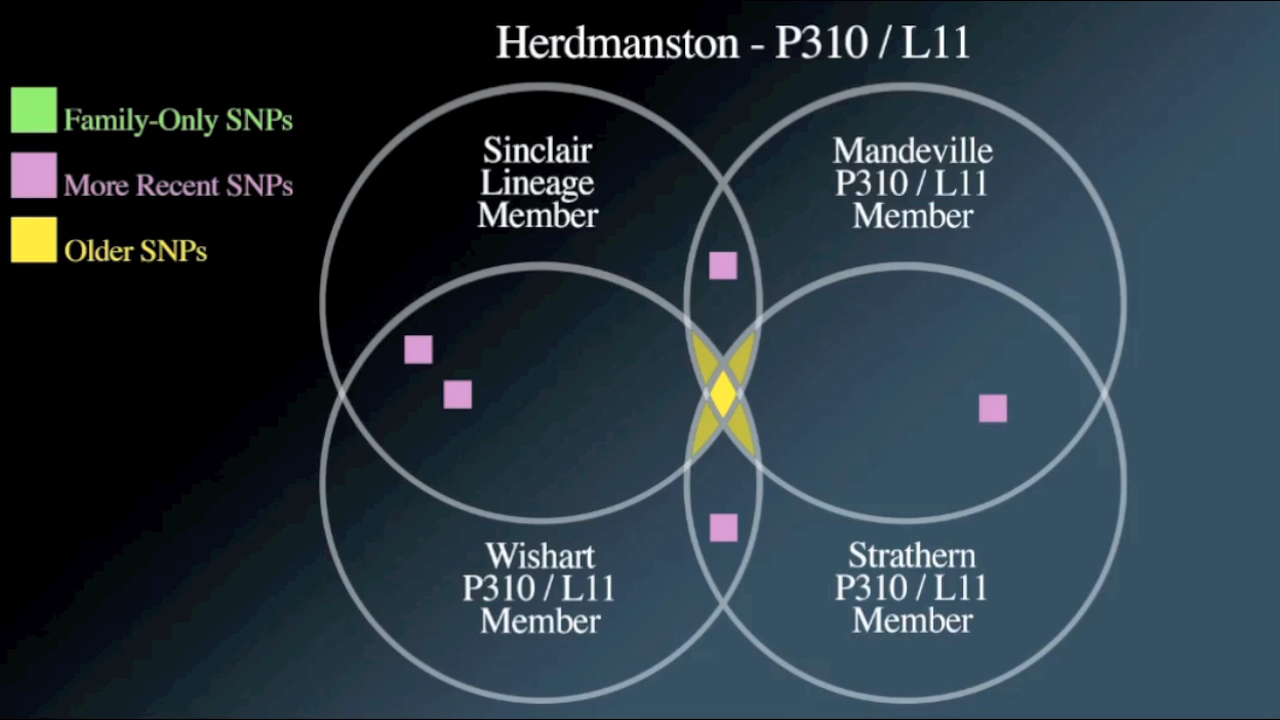 Herdmanston - P310 / L11
Family-Only SNPs
More Recent SNPs
Older SNPs
Sinclair
Lineage
Member
Mandeville
P310 / L11
Member
Wishart
P310 / L11
Member
Strathern
P310 / L11
Member